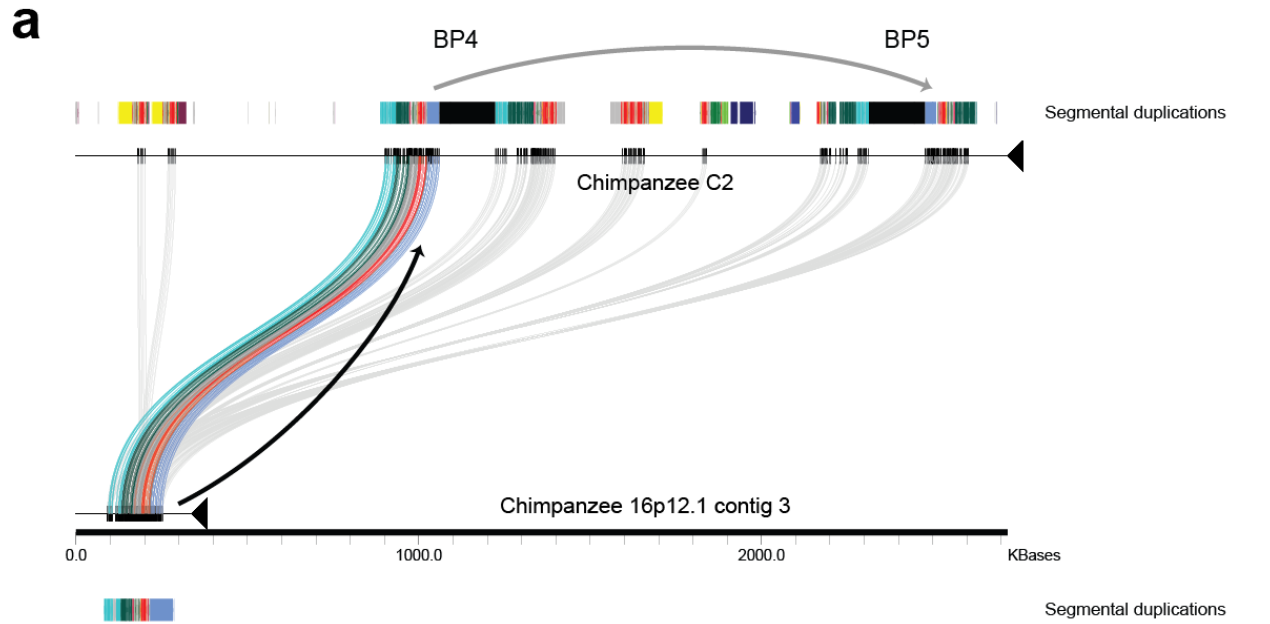 a
BP4
BP5
Segmental duplications
Chimpanzee C2
Chimpanzee 16p12.1 contig 3
0.0
1000.0
2000.0
KBases
Segmental duplications